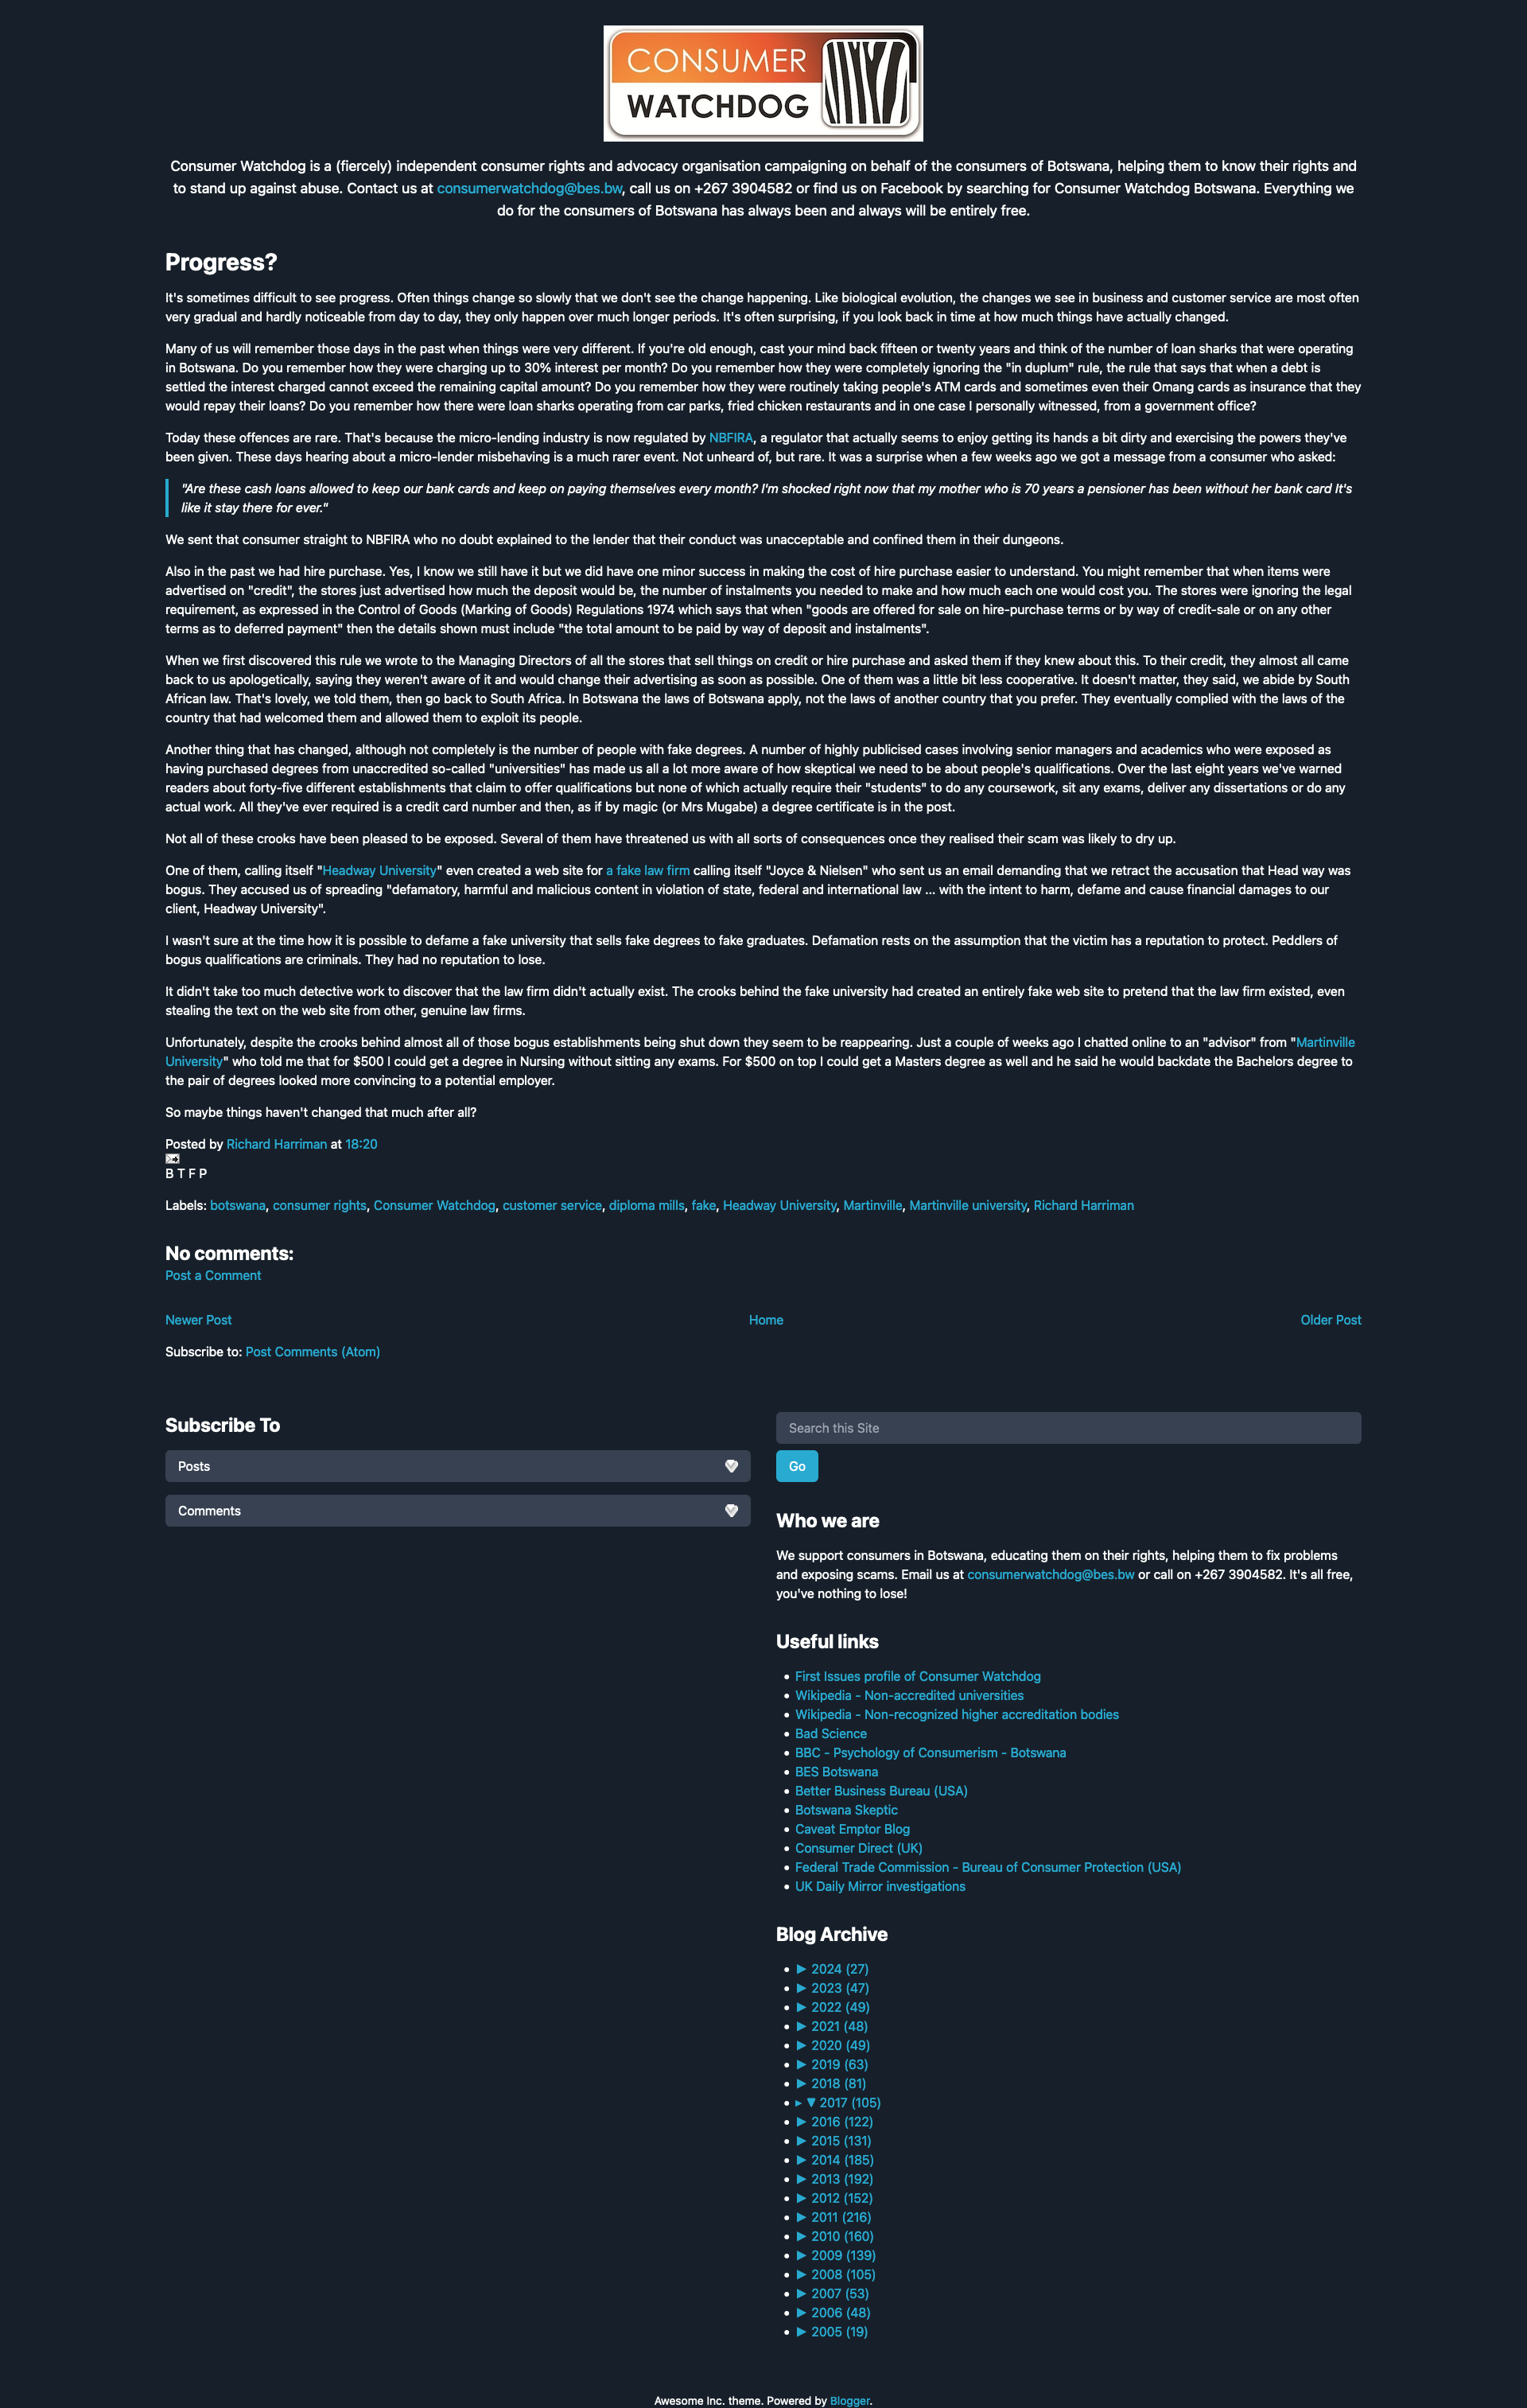 CONSUMER
WATCHDOG
Consumer Watchdog is a (fiercely) independent consumer rights and advocacy organisation campaigning on behalf of the consumers of Botswana, helping them to know their rights and
to stand up against abuse. Contact us at consumerwatchdog@bes.bw, call us on +267 3904582 or find us on Facebook by searching for Consumer Watchdog Botswana. Everything we
do for the consumers of Botswana has always been and always will be entirely free.
Progress?
It's sometimes difficult to see progress. Often things change so slowly that we don't see the change happening. Like biological evolution, the changes we see in business and customer service are most often
very gradual and hardly noticeable from day to day, they only happen over much longer periods. It's often surprising, if you look back in time at how much things have actually changed.
Many of us will remember those days in the past when things were very different. If you're old enough, cast your mind back fifteen or twenty years and think of the number of loan sharks that were operating
in Botswana. Do you remember how they were charging up to 30% interest per month? Do you remember how they were completely ignoring the "in duplum" rule, the rule that says that when a debt is
settled the interest charged cannot exceed the remaining capital amount? Do you remember how they were routinely taking people's ATM cards and sometimes even their Omang cards as insurance that they
would repay their loans? Do you remember how there were loan sharks operating from car parks, fried chicken restaurants and in one case I personally witnessed, from a government office?
Today these offences are rare. That's because the micro-lending industry is now regulated by NBFIRA, a regulator that actually seems to enjoy getting its hands a bit dirty and exercising the powers they've
been given. These days hearing about a micro-lender misbehaving is a much rarer event. Not unheard of, but rare. It was a surprise when a few weeks ago we got a message from a consumer who asked:
"Are these cash loans allowed to keep our bank cards and keep on paying themselves every month? I'm shocked right now that my mother who is 70 years a pensioner has been without her bank card It's
like it stay there for ever."
We sent that consumer straight to NBFIRA who no doubt explained to the lender that their conduct was unacceptable and confined them in their dungeons.
Also in the past we had hire purchase. Yes, I know we still have it but we did have one minor success in making the cost of hire purchase easier to understand. You might remember that when items were
advertised on "credit", the stores just advertised how much the deposit would be, the number of instalments you needed to make and how much each one would cost you. The stores were ignoring the legal
requirement, as expressed in the Control of Goods (Marking of Goods) Regulations 1974 which says that when "goods are offered for sale on hire-purchase terms or by way of credit-sale or on any other
terms as to deferred payment" then the details shown must include "the total amount to be paid by way of deposit and instalments".
When we first discovered this rule we wrote to the Managing Directors of all the stores that sell things on credit or hire purchase and asked them if they knew about this. To their credit, they almost all came
back to us apologetically, saying they weren't aware of it and would change their advertising as soon as possible. One of them was a little bit less cooperative. It doesn't matter, they said, we abide by South
African law. That's lovely, we told them, then go back to South Africa. In Botswana the laws of Botswana apply, not the laws of another country that you prefer. They eventually complied with the laws of the
country that had welcomed them and allowed them to exploit its people.
Another thing that has changed, although not completely is the number of people with fake degrees. A number of highly publicised cases involving senior managers and academics who were exposed as
having purchased degrees from unaccredited so-called "universities" has made us all a lot more aware of how skeptical we need to be about people's qualifications. Over the last eight years we've warned
readers about forty-five different establishments that claim to offer qualifications but none of which actually require their "students" to do any coursework, sit any exams, deliver any dissertations or do any
actual work. All they've ever required is a credit card number and then, as if by magic (or Mrs Mugabe) a degree certificate is in the post.
Not all of these crooks have been pleased to be exposed. Several of them have threatened us with all sorts of consequences once they realised their scam was likely to dry up.
One of them, calling itself "Headway University" even created a web site for a fake law firm calling itself "Joyce & Nielsen" who sent us an email demanding that we retract the accusation that Head way was
bogus. They accused us of spreading "defamatory, harmful and malicious content in violation of state, federal and international law ... with the intent to harm, defame and cause financial damages to our
client, Headway University".
I wasn't sure at the time how it is possible to defame a fake university that sells fake degrees to fake graduates. Defamation rests on the assumption that the victim has a reputation to protect. Peddlers of
bogus qualifications are criminals. They had no reputation to lose.
It didn't take too much detective work to discover that the law firm didn't actually exist. The crooks behind the fake university had created an entirely fake web site to pretend that the law firm existed, even
stealing the text on the web site from other, genuine law firms.
Unfortunately, despite the crooks behind almost all of those bogus establishments being shut down they seem to be reappearing. Just a couple of weeks ago I chatted online to an "advisor" from "Martinville
University" who told me that for $500 I could get a degree in Nursing without sitting any exams. For $500 on top I could get a Masters degree as well and he said he would backdate the Bachelors degree to
the pair of degrees looked more convincing to a potential employer.
So maybe things haven't changed that much after all?
Posted by Richard Harriman at 18:20
B T F P
Labels: botswana, consumer rights, Consumer Watchdog, customer service, diploma mills, fake, Headway University, Martinville, Martinville university, Richard Harriman
No comments:
Post a Comment
Newer Post Home Older Post
Subscribe to: Post Comments (Atom)
Subscribe To
Posts
Comments
Search this Site
Go
Who we are
We support consumers in Botswana, educating them on their rights, helping them to fix problems
and exposing scams. Email us at consumerwatchdog@bes.bw or call on +267 3904582. It's all free,
you've nothing to lose!
Useful links
First Issues profile of Consumer Watchdog
Wikipedia - Non-accredited universities
Wikipedia - Non-recognized higher accreditation bodies
Bad Science
BBC - Psychology of Consumerism - Botswana
BES Botswana
Better Business Bureau (USA)
Botswana Skeptic
Caveat Emptor Blog
Consumer Direct (UK)
Federal Trade Commission - Bureau of Consumer Protection (USA)
UK Daily Mirror investigations
Blog Archive
► 2024 (27)
► 2023 (47)
► 2022 (49)
► 2021 (48)
► 2020 (49)
► 2019 (63)
► 2018 (81)
► ▼ 2017 (105)
► 2016 (122)
► 2015 (131)
► 2014 (185)
► 2013 (192)
► 2012 (152)
► 2011 (216)
► 2010 (160)
► 2009 (139)
► 2008 (105)
► 2007 (53)
► 2006 (48)
► 2005 (19)
Awesome Inc. theme. Powered by Blogger.